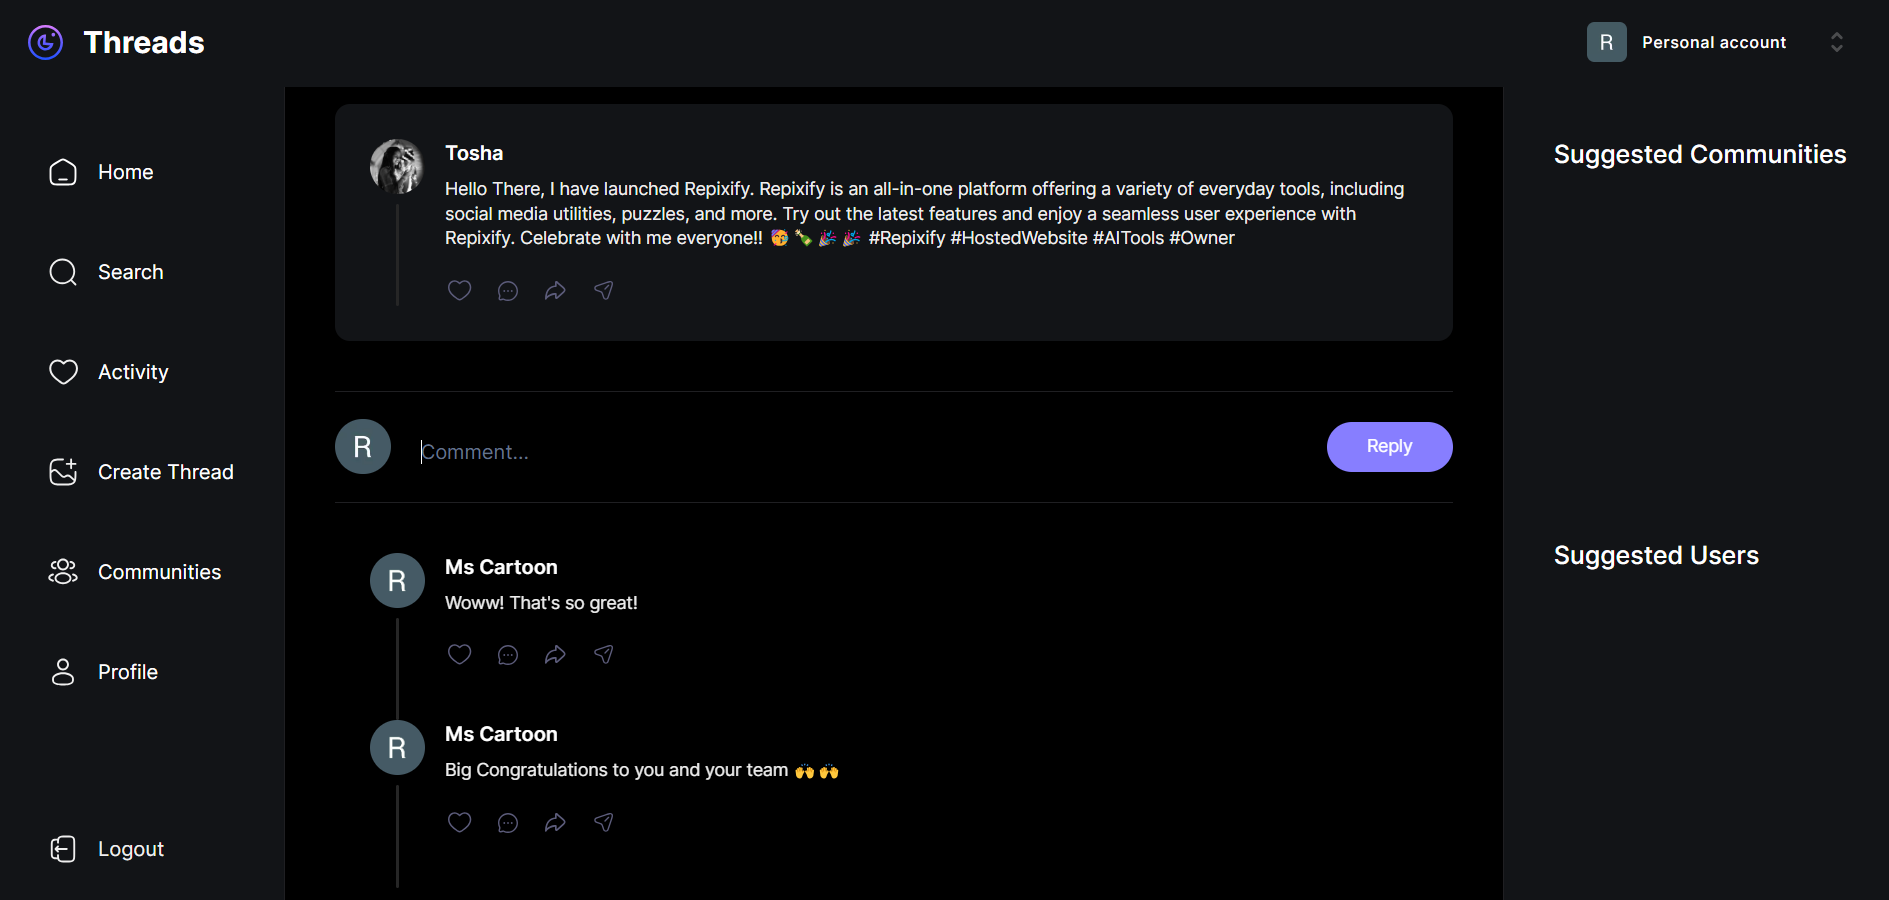 Threads
R Personal account
Home
Search
Activity
Create Thread
Communities
Profile
Logout
Tosha
Hello There, I have launched Repixify. Repixify is an all-in-one platform offering a variety of everyday tools, including
social media utilities, puzzles, and more. Try out the latest features and enjoy a seamless user experience with
Repixify. Celebrate with me everyone!! 🥳 🍾 🎉 🎉 #Repixify #HostedWebsite #AITools #Owner
R Comment... Reply
R Ms Cartoon
Woww! That's so great!
R Ms Cartoon
Big Congratulations to you and your team 🙌 🙌
Suggested Communities
Suggested Users